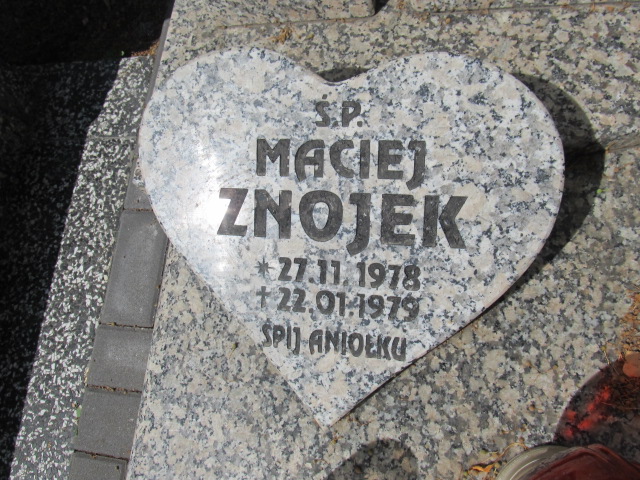 Ś.P.
MACIEJ
ZNOJEK
* 27.11.1978
† 22.01.1979
ŚPIJ ANIOŁKU